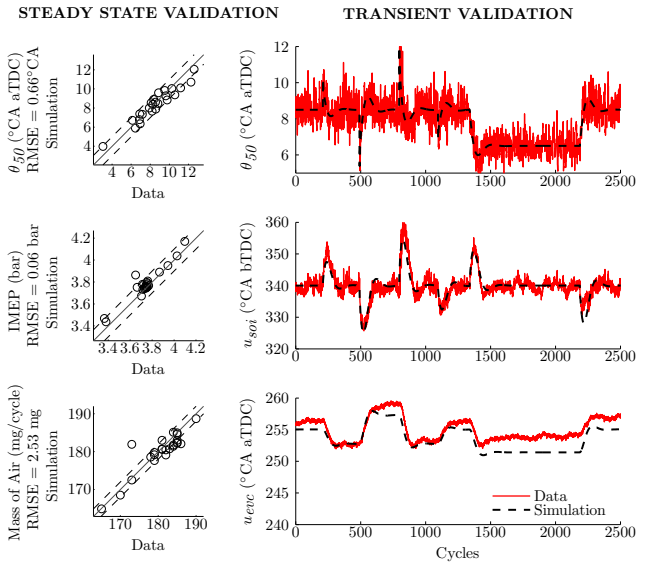 STEADY STATE VALIDATION
TRANSIENT VALIDATION
θ50 (°CA aTDC)
RMSE = 0.66°CA
Simulation
12
10
8
6
4
4 6 8 10 12
Data
θ50 (°CA aTDC)
12
10
8
6
0 500 1000 1500 2000 2500
IMEP (bar)
RMSE = 0.06 bar
Simulation
4.2
4
3.8
3.6
3.4
3.4 3.6 3.8 4 4.2
Data
usoi (°CA bTDC)
360
350
340
330
320
0 500 1000 1500 2000 2500
Mass of Air (mg/cycle)
RMSE = 2.53 mg
Simulation
190
180
170
170 180 190
Data
uevc (°CA aTDC)
260
255
250
245
240
Data
Simulation
0 500 1000 1500 2000 2500
Cycles